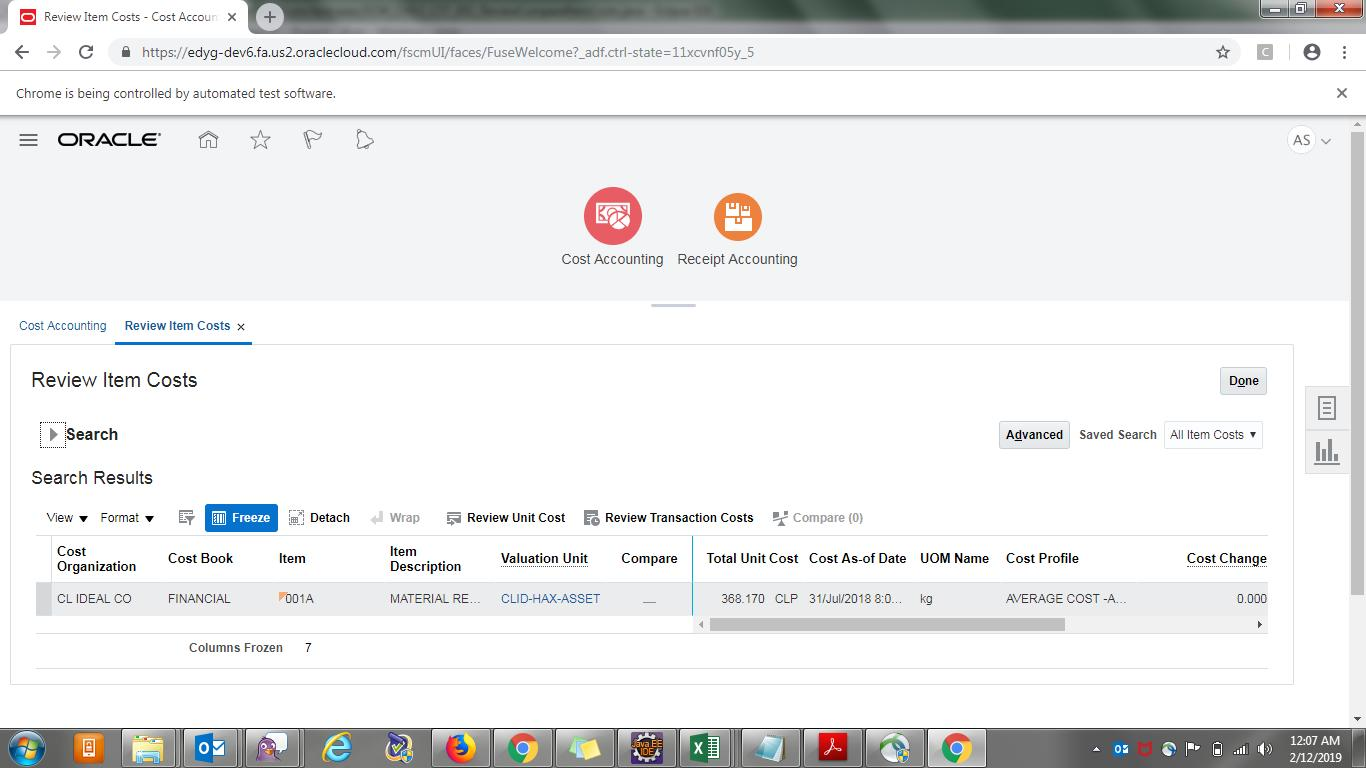 Review Item Costs - Cost Accoun
https://edyg-dev6.fa.us2.oraclecloud.com/fscmUI/faces/FuseWelcome?_adf.ctrl-state=11xcvnf05y_5
C
Chrome is being controlled by automated test software.
ORACLE
AS
Cost Accounting Receipt Accounting
Cost Accounting Review Item Costs
Review Item Costs Done
Search Advanced Saved Search All Item Costs
Search Results
View Format Freeze Detach Wrap Review Unit Cost Review Transaction Costs Compare (0)
Cost Organization Cost Book Item Item Description Valuation Unit Compare Total Unit Cost Cost As-of Date UOM Name Cost Profile Cost Change
CL IDEAL CO FINANCIAL 001A MATERIAL RE... CLID-HAX-ASSET 368.170 CLP 31/Jul/2018 8:0... kg AVERAGE COST -A... 0.000
Columns Frozen 7
Java EE
IDE
12:07 AM
2/12/2019